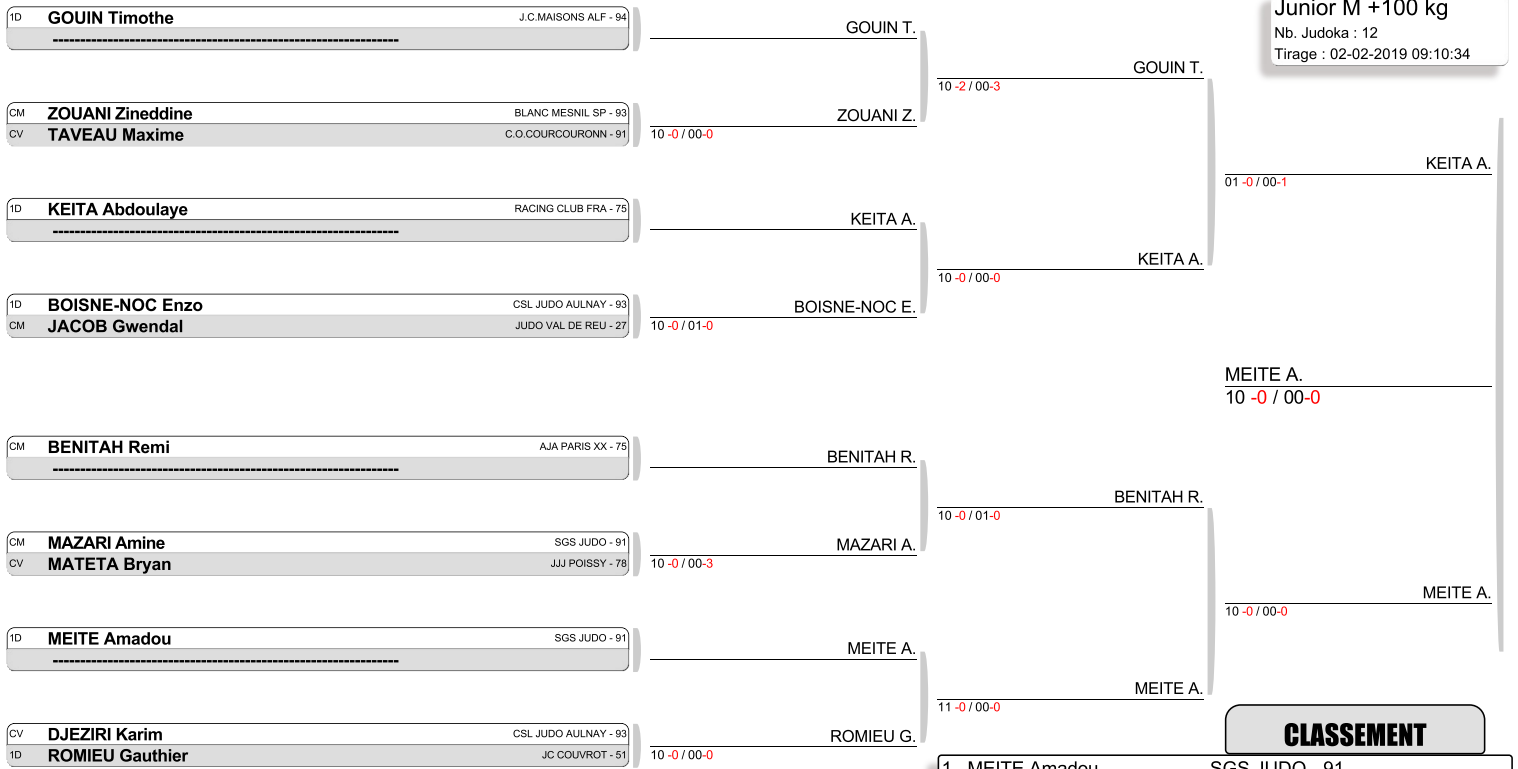 Junior M +100 kg
Nb. Judoka : 12
Tirage : 02-02-2019 09:10:34
1D GOUIN Timothe J.C.MAISONS ALF - 94
----------------------------------------------------------------
CM ZOUANI Zineddine BLANC MESNIL SP - 93
CV TAVEAU Maxime C.O.COURCOURONN - 91
1D KEITA Abdoulaye RACING CLUB FRA - 75
----------------------------------------------------------------
1D BOISNE-NOC Enzo CSL JUDO AULNAY - 93
CM JACOB Gwendal JUDO VAL DE REU - 27
CM BENITAH Remi AJA PARIS XX - 75
----------------------------------------------------------------
CM MAZARI Amine SGS JUDO - 91
CV MATETA Bryan JJJ POISSY - 78
1D MEITE Amadou SGS JUDO - 91
----------------------------------------------------------------
CV DJEZIRI Karim CSL JUDO AULNAY - 93
1D ROMIEU Gauthier JC COUVROT - 51
GOUIN T.
ZOUANI Z.
10 -0 / 00-0
KEITA A.
BOISNE-NOC E.
10 -0 / 01-0
BENITAH R.
MAZARI A.
10 -0 / 00-3
MEITE A.
ROMIEU G.
10 -0 / 00-0
GOUIN T.
10 -2 / 00-3
KEITA A.
10 -0 / 00-0
BENITAH R.
10 -0 / 01-0
MEITE A.
11 -0 / 00-0
KEITA A.
01 -0 / 00-1
MEITE A.
10 -0 / 00-0
MEITE A.
10 -0 / 00-0
CLASSEMENT
1 MEITE Amadou SGS JUDO - 91